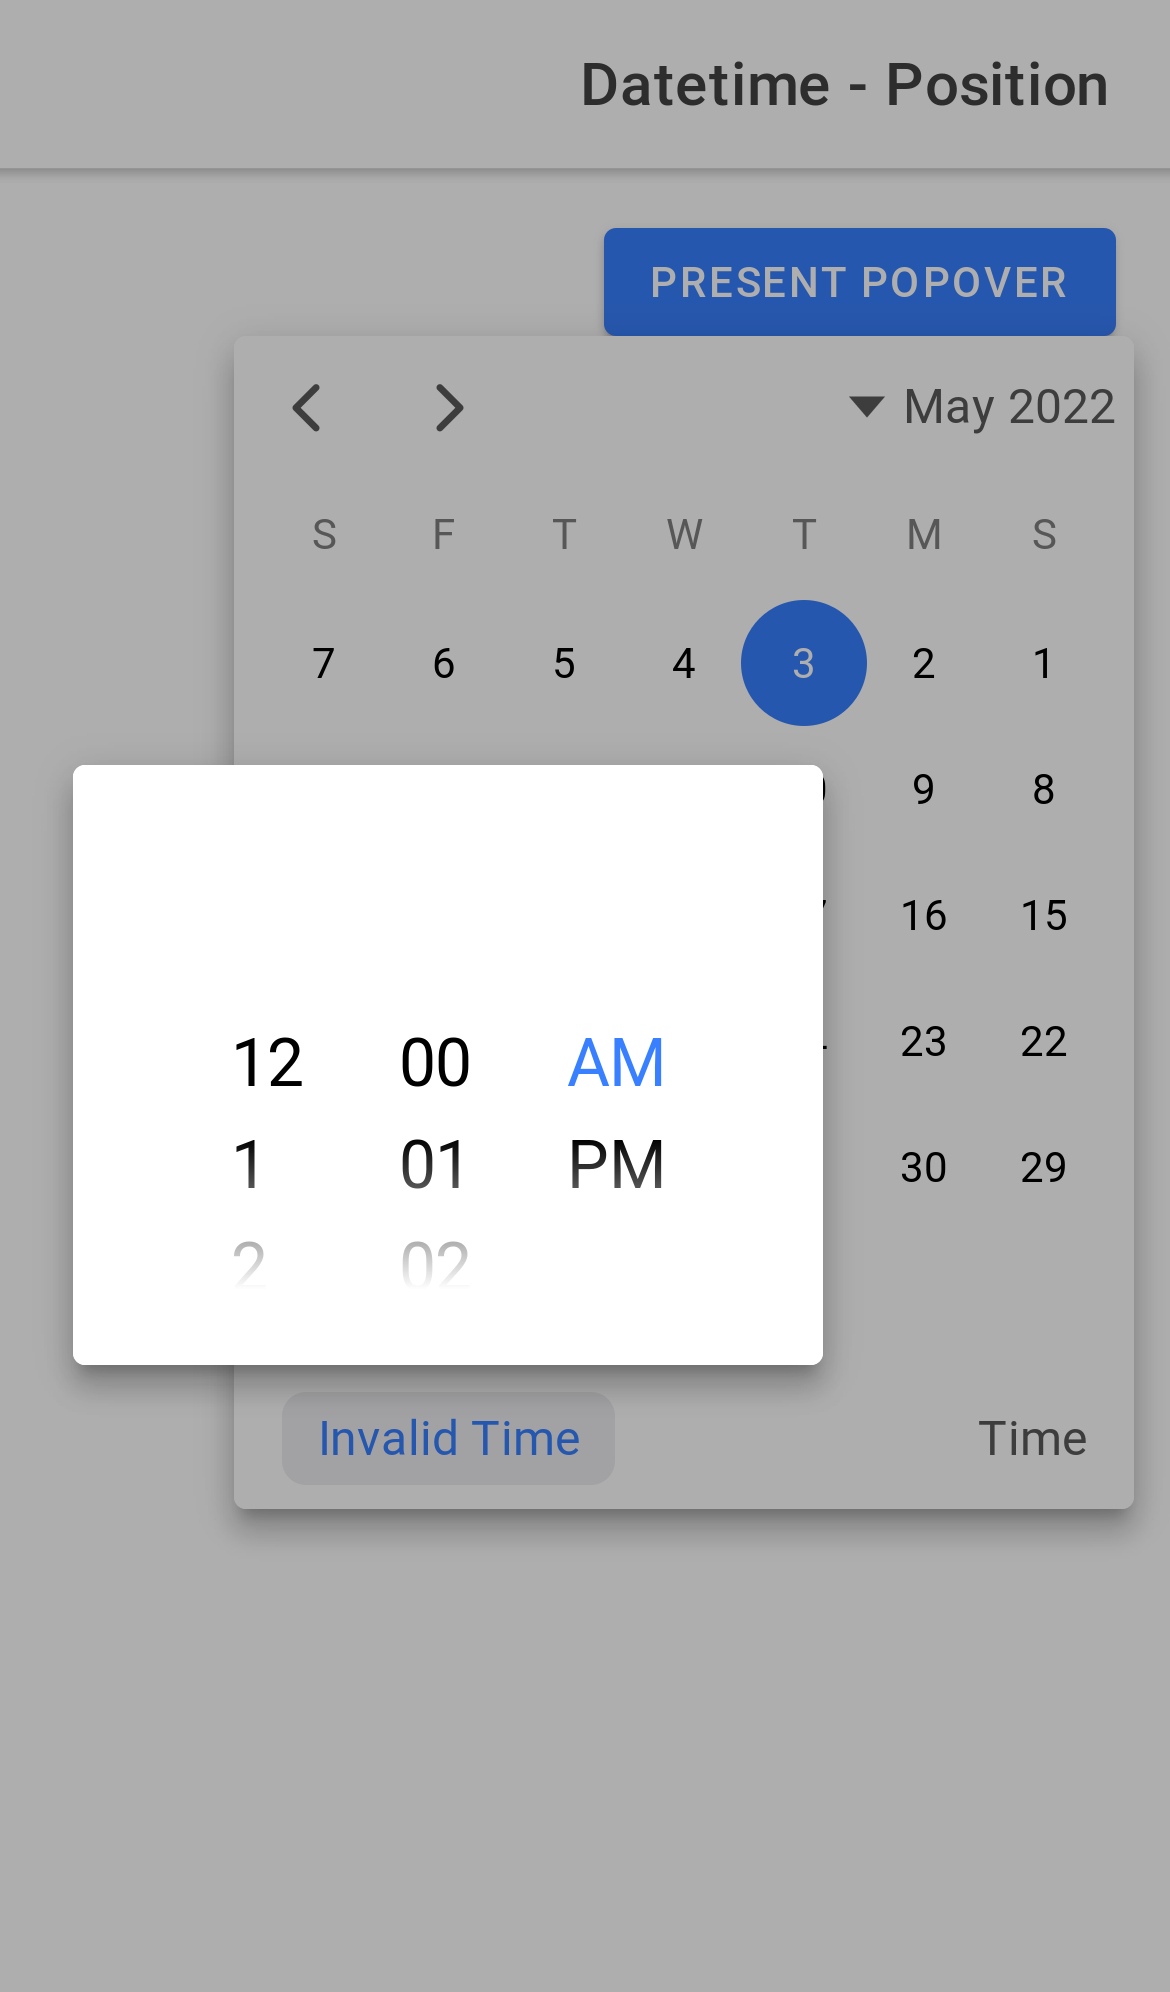 Datetime - Position
PRESENT POPOVER
May 2022
S F T W T M S
7 6 5 4 3 2 1
9 8
16 15
23 22
30 29
12 00 AM
1 01 PM
2 02
Invalid Time Time